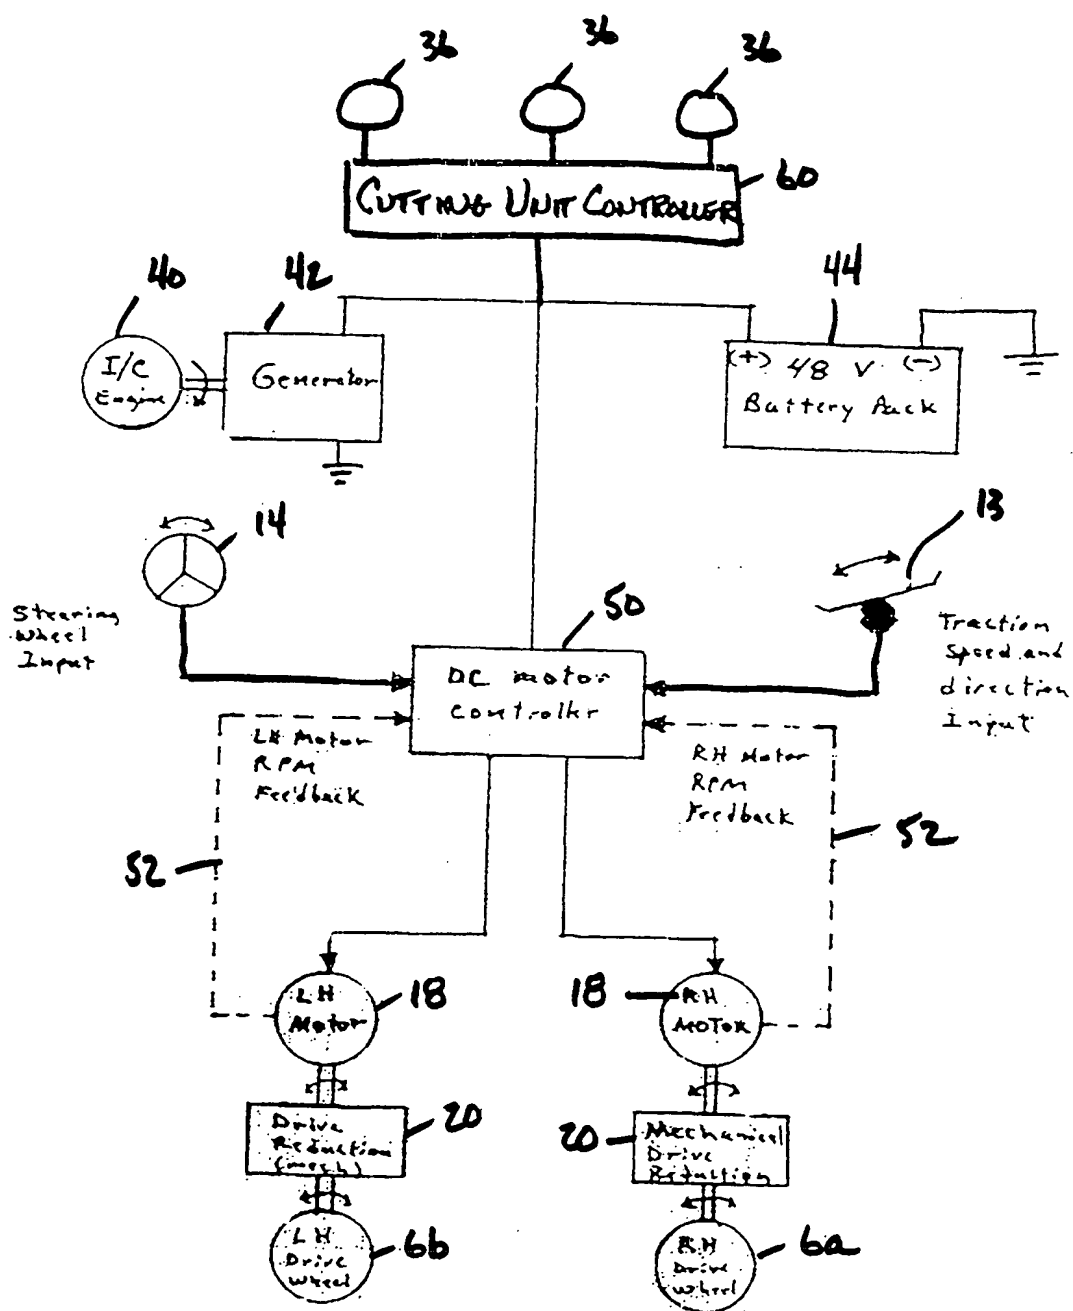 36
36
36
60
CUTTING UNIT CONTROLLER
40
42
44
I/C
Engine
Generator
(+) 48 V (-)
Battery Pack
14
13
Steering
Wheel
Input
50
Traction
Speed and
direction
Input
DC motor
controller
LH Motor
RPM
Feedback
RH Motor
RPM
Feedback
52
52
LH
Motor
18
18
RH
MOTOR
Drive
Reduction
(mech)
20
20
Mechanical
Drive
Reduction
LH
Drive
Wheel
6b
RH
Drive
Wheel
6a